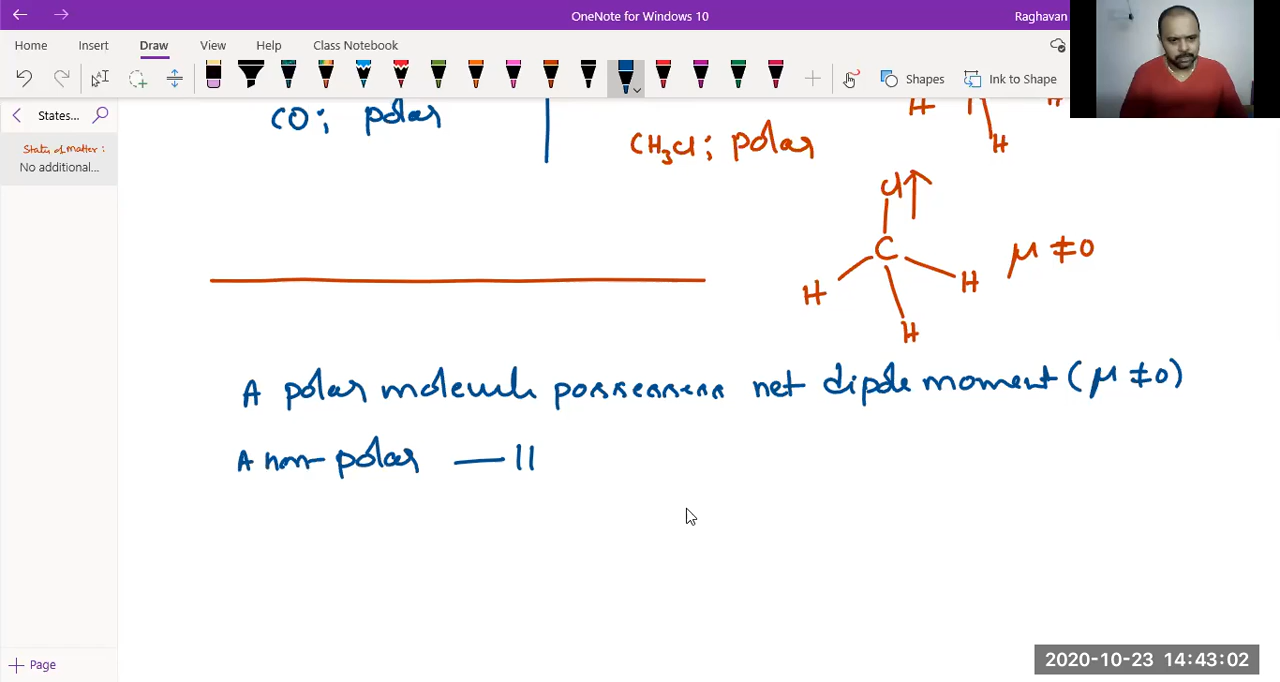 OneNote for Windows 10
Raghavan
Home Insert Draw View Help Class Notebook
Shapes Ink to Shape
States...
States of matter:
No additional...
CO; polar
CH3Cl; polar
H H
H
Cl
C
H H
H
μ ≠ 0
A polar molecule possessess net dipole moment (μ ≠ 0)
A non-polar — 11
Page
2020-10-23 14:43:02